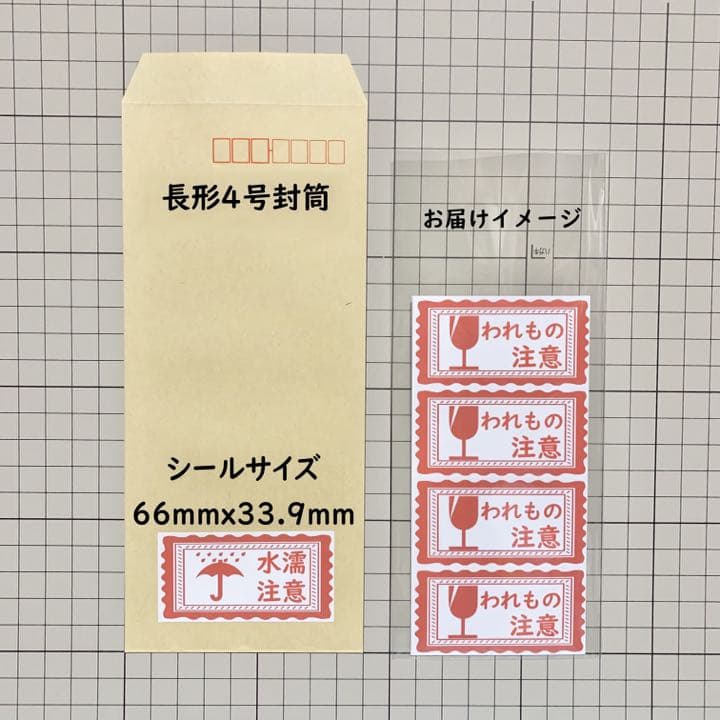 長形4号封筒
シールサイズ
66mmx33.9mm
水濡
注意
お届けイメージ
われもの
注意
われもの
注意
われもの
注意
われもの
注意